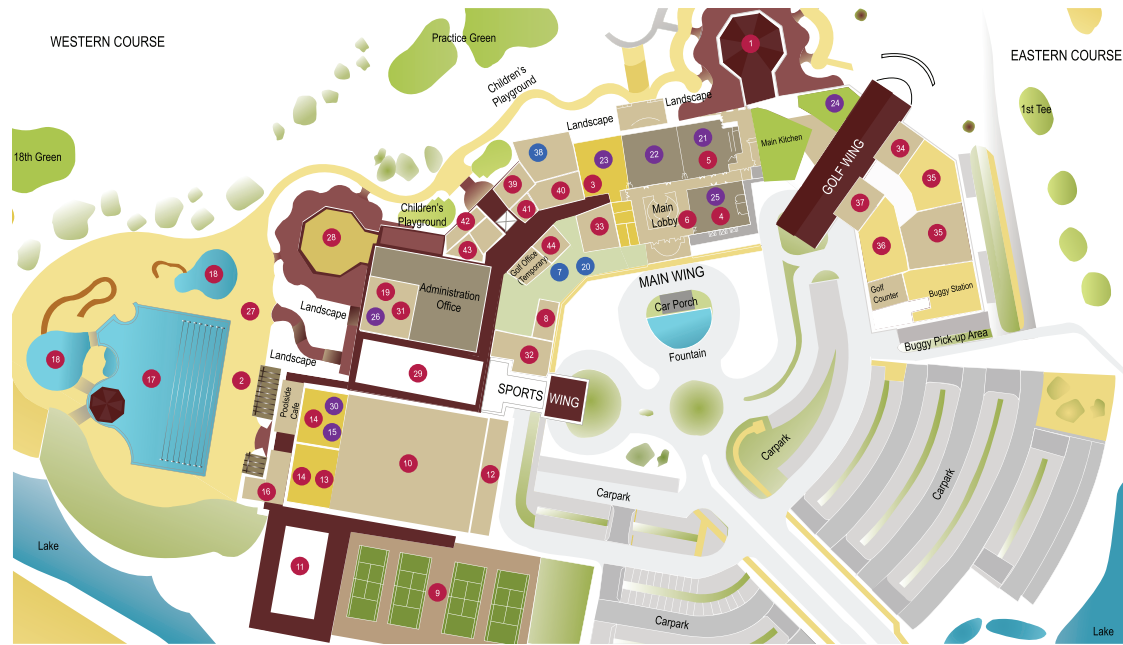 WESTERN COURSE
Practice Green
EASTERN COURSE
1
Children's
Playground
Landscape
Landscape
24
1st Tee
18th Green
38
23
22
21
5
Main Kitchen
GOLF WING
34
35
39
40
3
25
41
42
43
Children's
Playground
33
Main
Lobby
6
4
37
35
36
28
44
Golf Office
(Temporary)
7
20
MAIN WING
18
Administration
Office
19
31
26
Golf
Counter
Buggy Station
27
Landscape
8
Car Porch
Buggy Pick-up Area
18
Landscape
32
Fountain
29
17
2
SPORTS
WING
Poolside
Cafe
14
30
15
10
12
14
13
16
Carpark
Carpark
Carpark
Lake
11
9
Carpark
Lake